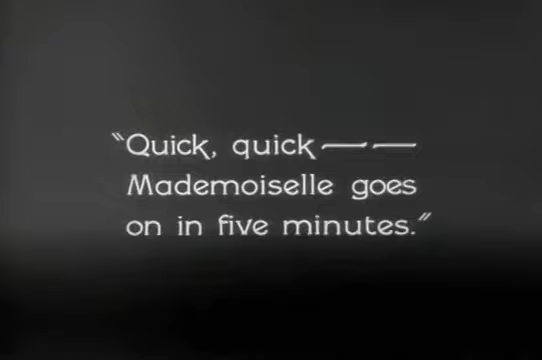 “Quick, quick — —
Mademoiselle goes
on in five minutes.”